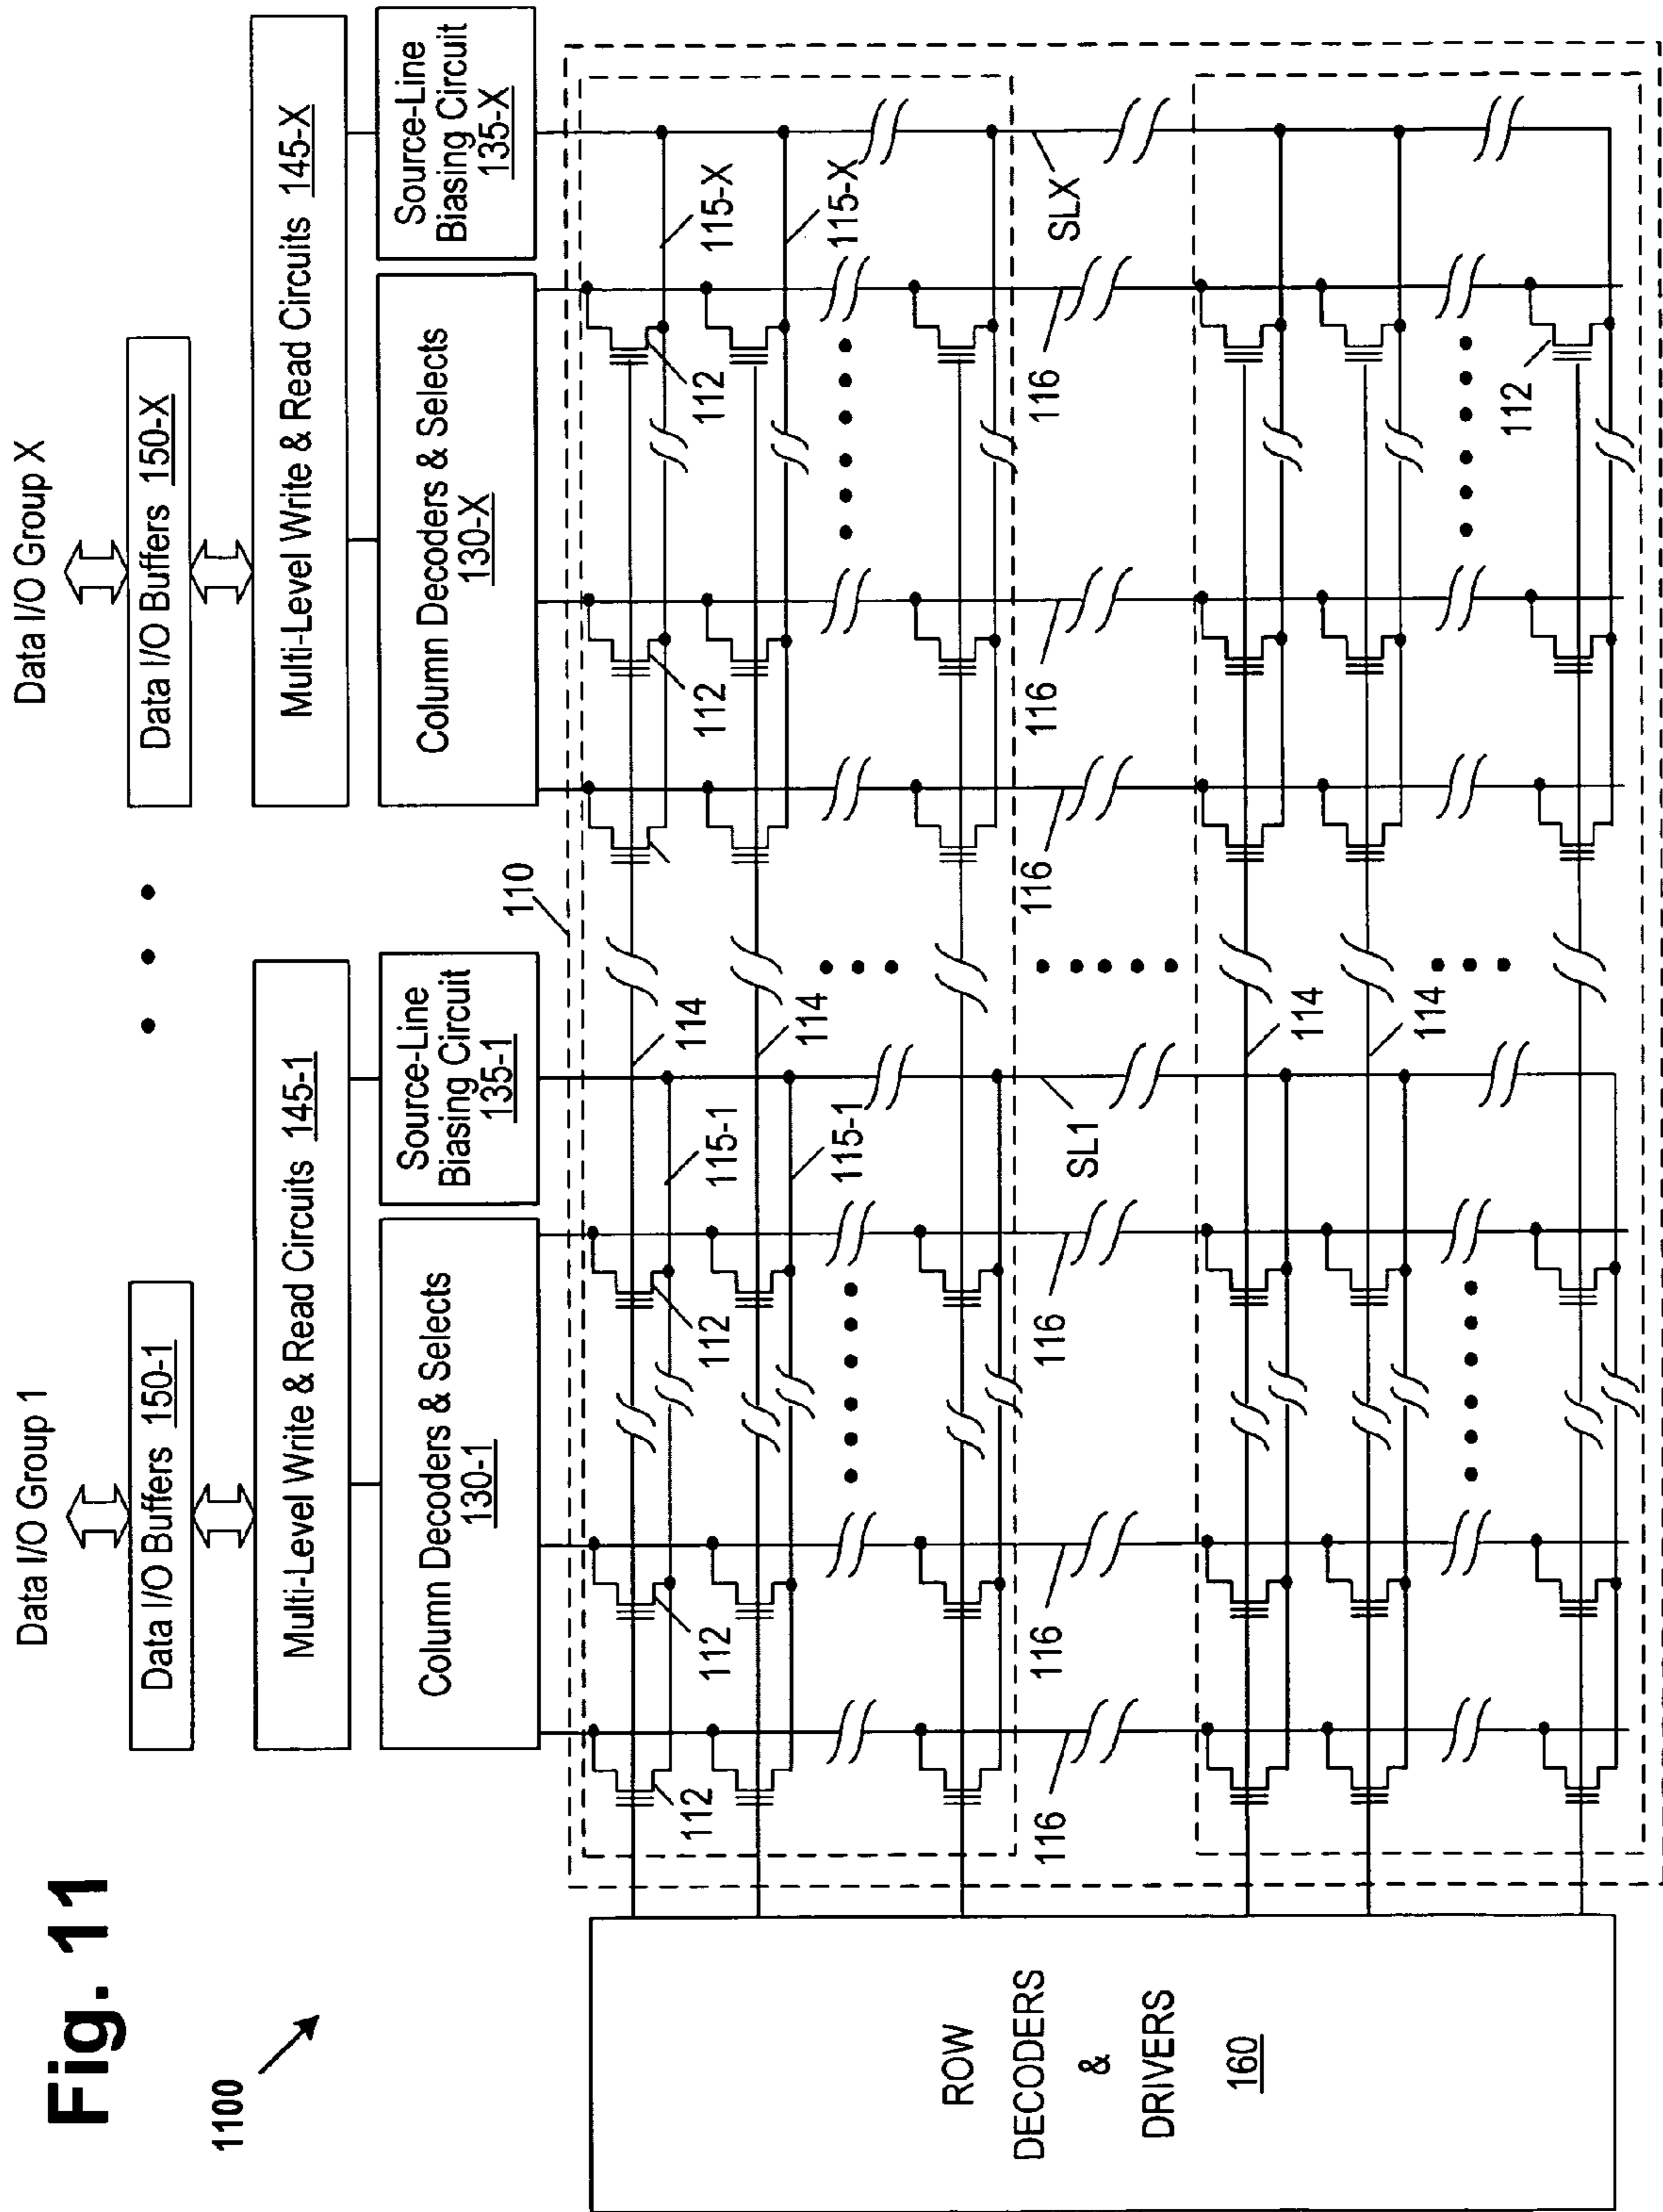 Fig. 11
1100
Data I/O Group 1
Data I/O Group X
Data I/O Buffers 150-1
Data I/O Buffers 150-X
Multi-Level Write & Read Circuits 145-1
Multi-Level Write & Read Circuits 145-X
Column Decoders & Selects
130-1
Source-Line
Biasing Circuit
135-1
Column Decoders & Selects
130-X
Source-Line
Biasing Circuit
135-X
110
ROW
DECODERS
&
DRIVERS
160
112
112
112
114
115-1
112
112
115-X
114
115-1
115-X
116
116
116
SL1
116
116
116
SLX
114
114
112